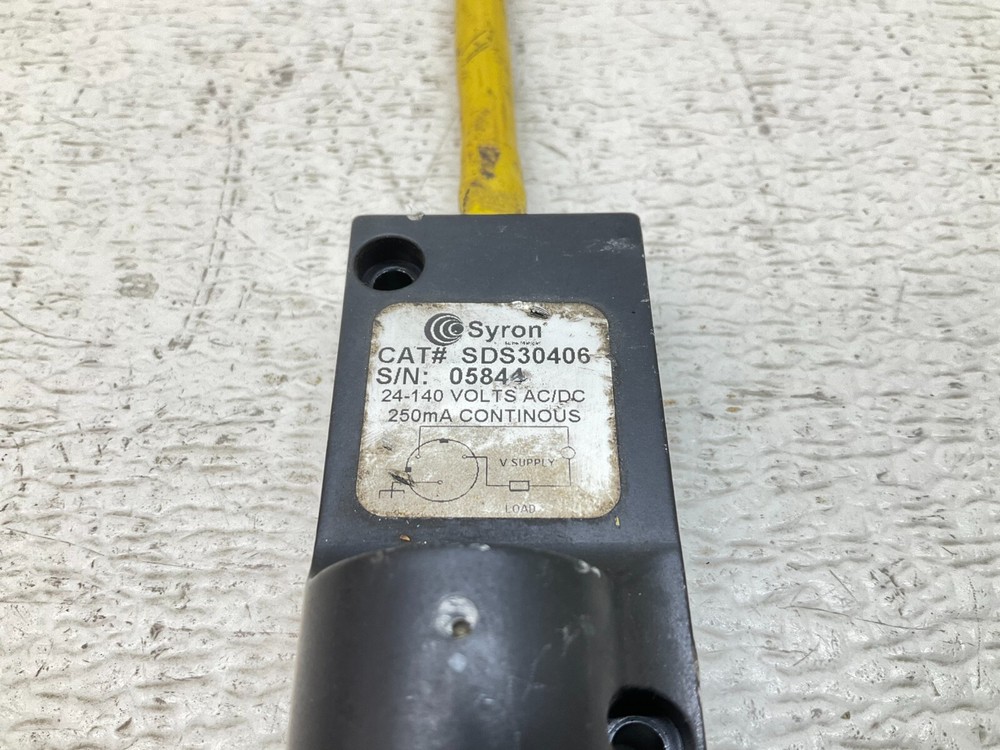 Syron
CAT# SDS30406
S/N: 05844
24-140 VOLTS AC/DC
250mA CONTINOUS
V SUPPLY
LOAD